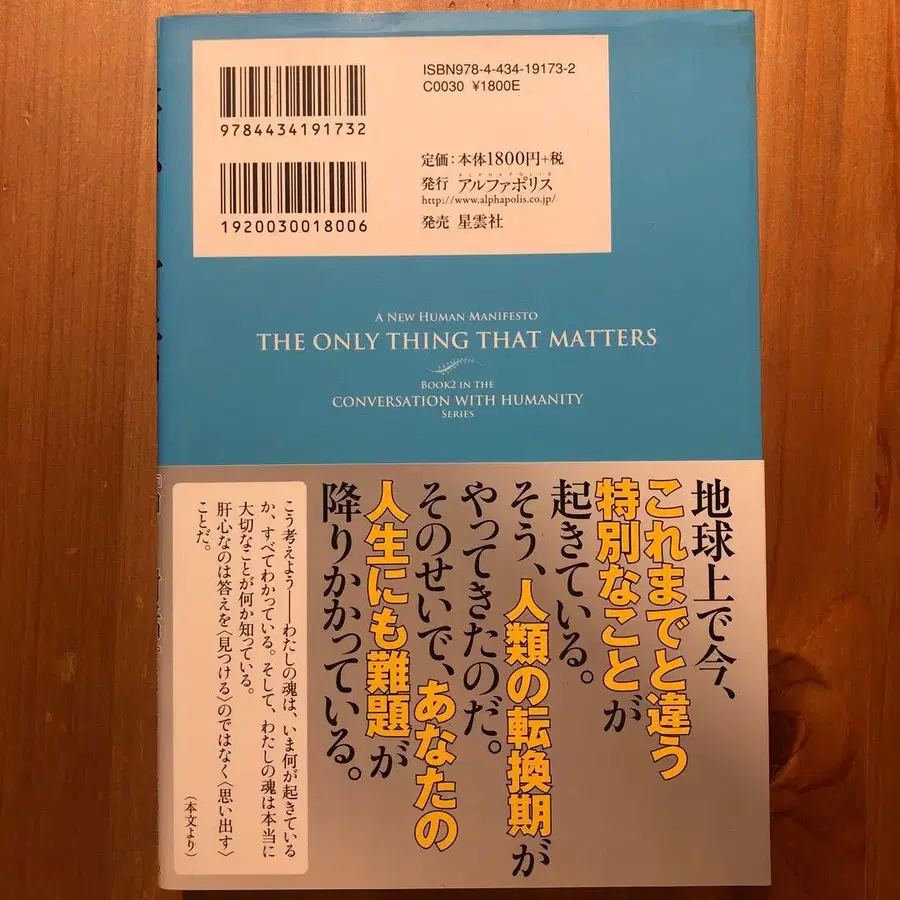 ISBN978-4-434-19173-2
C0030 ¥1800E
9784434191732
1920030018006
定価：本体1800円+税
ALPHAPOLIS
発行 アルファポリス
http://www.alphapolis.co.jp/
発売 星雲社
A New Human Manifesto
THE ONLY THING THAT MATTERS
Book2 in the
CONVERSATION WITH HUMANITY
Series
地球上で今、
これまでと違う
特別なことが
起きている。
そう、人類の転換期が
やってきたのだ。
そのせいで、あなたの
人生にも難題が
降りかかっている。
こう考えよう――わたしの魂は、いま何が起きている
か、すべてわかっている。そして、わたしの魂は本当に
大切なことが何か知っている。
肝心なのは答えを〈見つける〉のではなく〈思い出す〉
ことだ。
（本文より）